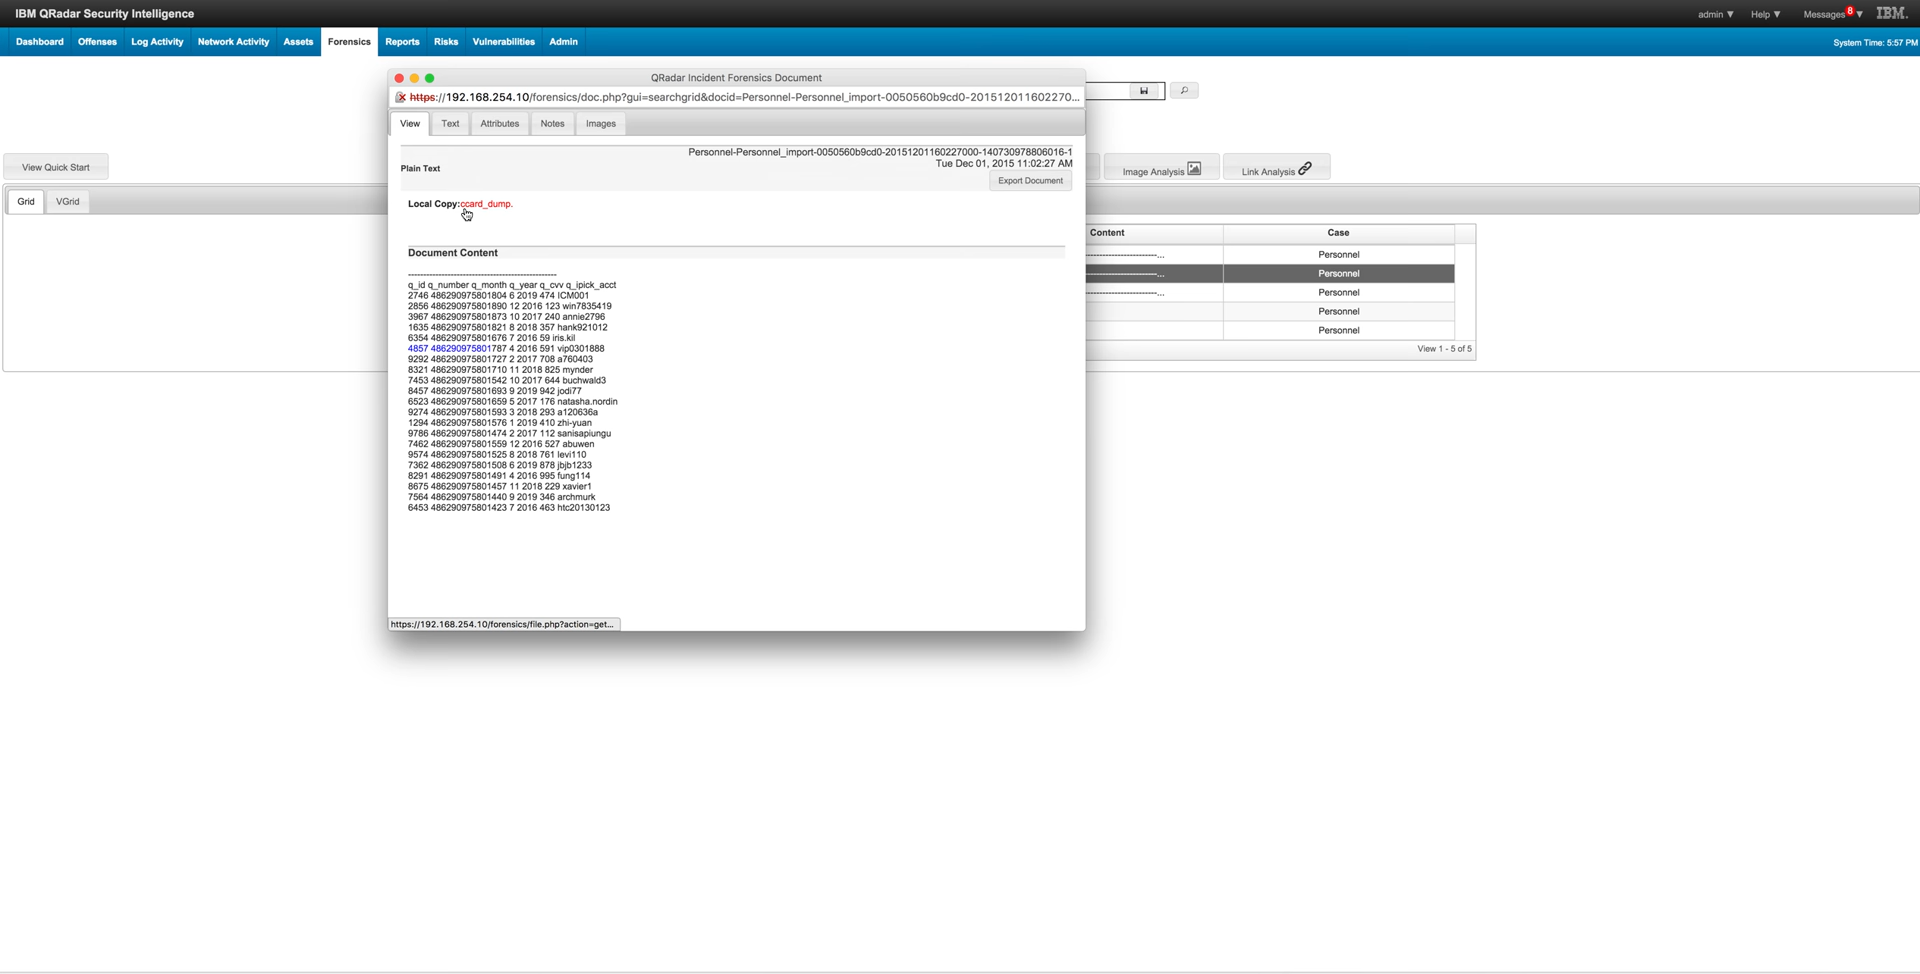 IBM QRadar Security Intelligence
admin ▼ Help ▼ Messages 8 ▼ IBM.
Dashboard Offenses Log Activity Network Activity Assets Forensics Reports Risks Vulnerabilities Admin
System Time: 5:57 PM
QRadar Incident Forensics Document
https://192.168.254.10/forensics/doc.php?gui=searchgrid&docid=Personnel-Personnel_import-0050560b9cd0-201512011602270...
View Text Attributes Notes Images
Personnel-Personnel_import-0050560b9cd0-20151201160227000-140730978806016-1
Tue Dec 01, 2015 11:02:27 AM
Plain Text
Export Document
Local Copy:ccard_dump.
Document Content
--------------------------------------------------
q_id q_number q_month q_year q_cvv q_ipick_acct
2746 486290975801804 6 2019 474 ICM001
2856 486290975801890 12 2016 123 win7835419
3967 486290975801873 10 2017 240 annie2796
1635 486290975801821 8 2018 357 hank921012
6354 486290975801676 7 2016 59 iris.kil
4857 486290975801787 4 2016 591 vip0301888
9292 486290975801727 2 2017 708 a760403
8321 486290975801710 11 2018 825 mynder
7453 486290975801542 10 2017 644 buchwald3
8457 486290975801693 9 2019 942 jodi77
6523 486290975801659 5 2017 176 natasha.nordin
9274 486290975801593 3 2018 293 a120636a
1294 486290975801576 1 2019 410 zhi-yuan
9786 486290975801474 2 2017 112 sanisapiungu
7462 486290975801559 12 2016 527 abuwen
9574 486290975801525 8 2018 761 levi110
7362 486290975801508 6 2019 878 jbjb1233
8291 486290975801491 4 2016 995 fung114
8675 486290975801457 11 2018 229 xavier1
7564 486290975801440 9 2019 346 archmurk
6453 486290975801423 7 2016 463 htc20130123
https://192.168.254.10/forensics/file.php?action=get...
View Quick Start
Image Analysis Link Analysis
Grid VGrid
Content Case
-----------------------... Personnel
-----------------------... Personnel
-----------------------... Personnel
Personnel
Personnel
View 1 - 5 of 5